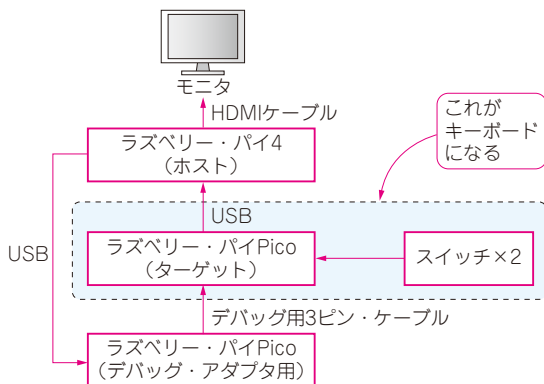 モニタ
HDMIケーブル
これが
キーボード
になる
ラズベリー・パイ4
（ホスト）
USB
USB
ラズベリー・パイPico
（ターゲット）
スイッチ×2
デバッグ用3ピン・ケーブル
ラズベリー・パイPico
（デバッグ・アダプタ用）